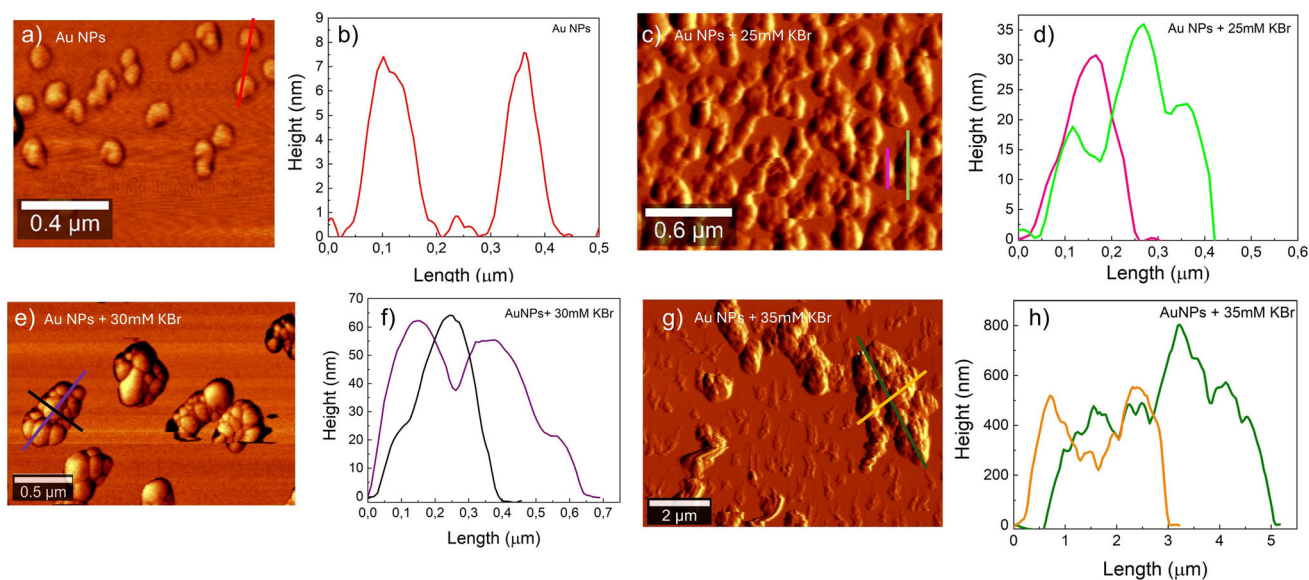 a) Au NPs
0.4 µm
b)
Au NPs
Height (nm)
9
8
7
6
5
4
3
2
1
0
0,0 0,1 0,2 0,3 0,4 0,5
Length (µm)
c) Au NPs + 25mM KBr
0.6 µm
d)
Au NPs + 25mM KBr
Height (nm)
35
30
25
20
15
10
5
0
0,0 0,1 0,2 0,3 0,4 0,5 0,6
Length (µm)
e) Au NPs + 30mM KBr
0.5 µm
f)
AuNPs+ 30mM KBr
Height (nm)
70
60
50
40
30
20
10
0
0,0 0,1 0,2 0,3 0,4 0,5 0,6 0,7
Length (µm)
g) Au NPs + 35mM KBr
2 µm
h)
AuNPs + 35mM KBr
Height (nm)
800
600
400
200
0
0 1 2 3 4 5
Length (µm)